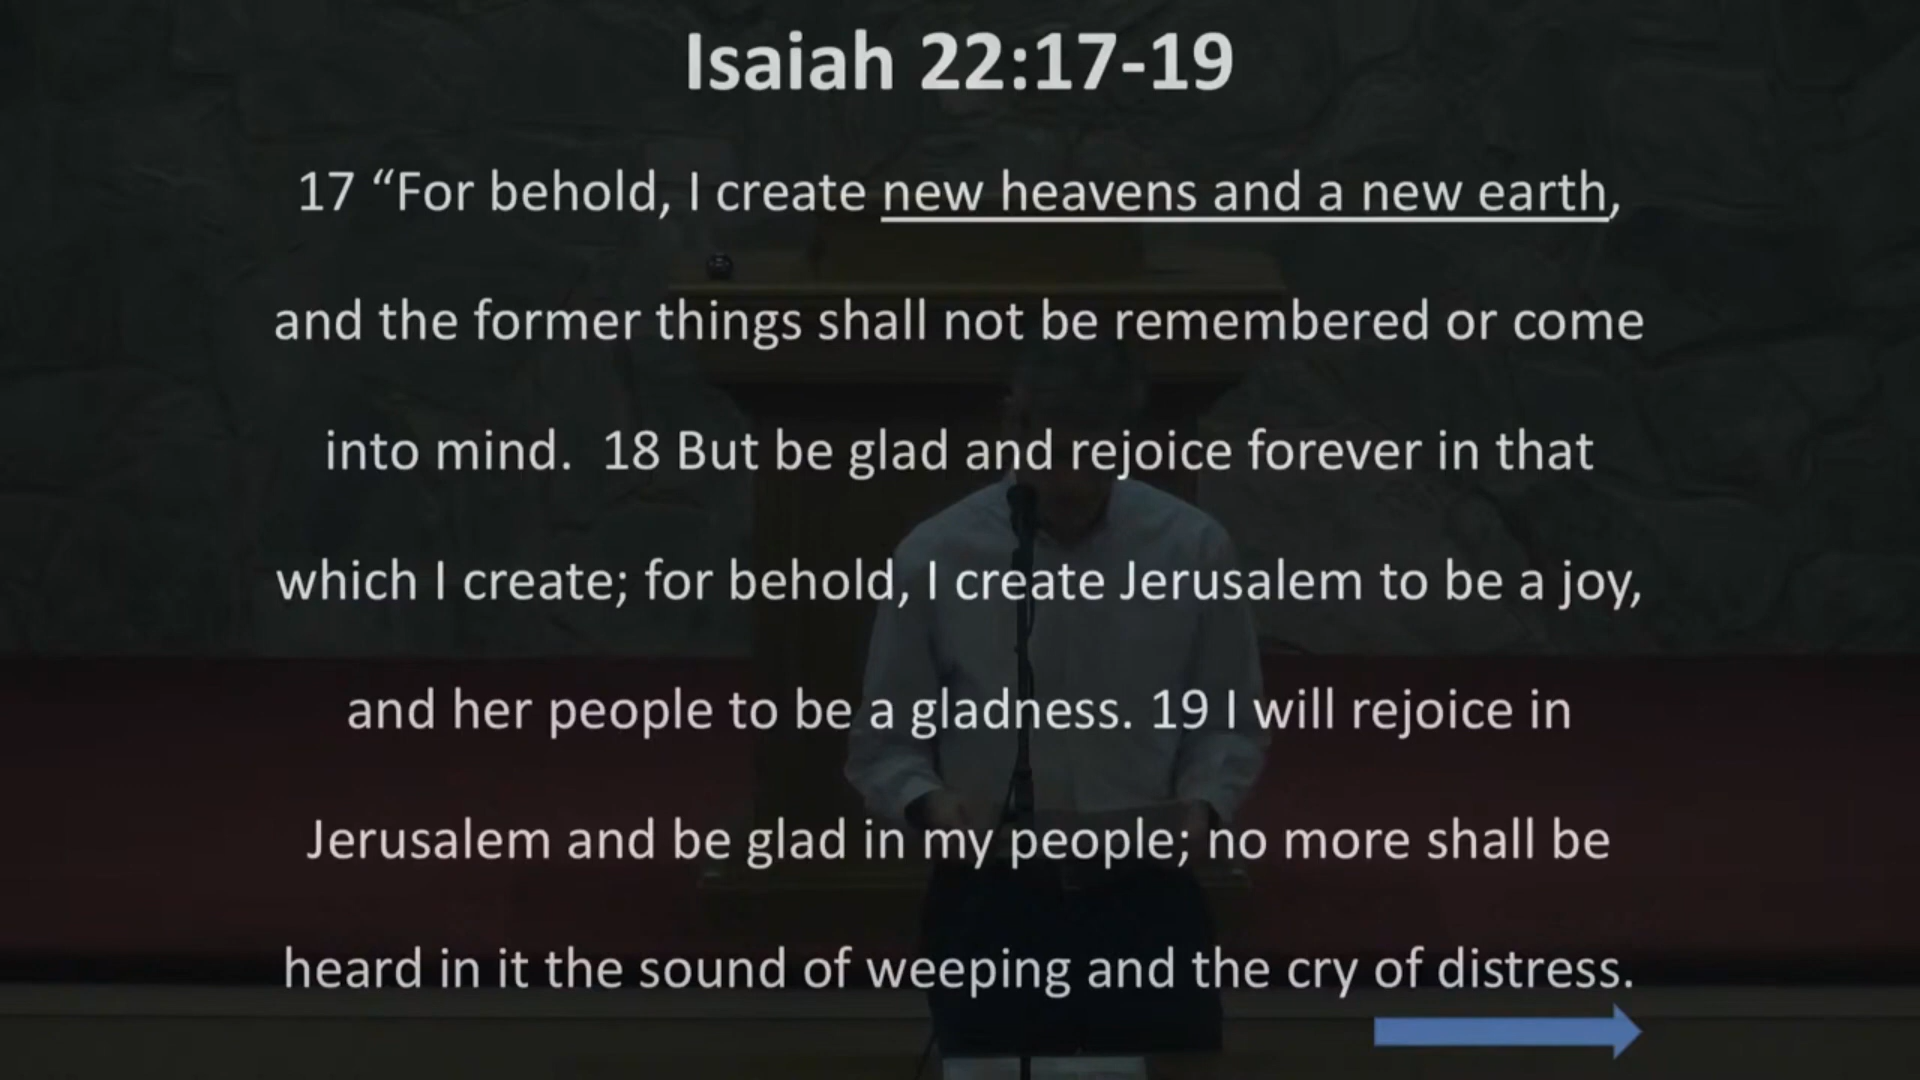 Isaiah 22:17-19
17 “For behold, I create new heavens and a new earth,
and the former things shall not be remembered or come
into mind.  18 But be glad and rejoice forever in that
which I create; for behold, I create Jerusalem to be a joy,
and her people to be a gladness. 19 I will rejoice in
Jerusalem and be glad in my people; no more shall be
heard in it the sound of weeping and the cry of distress.